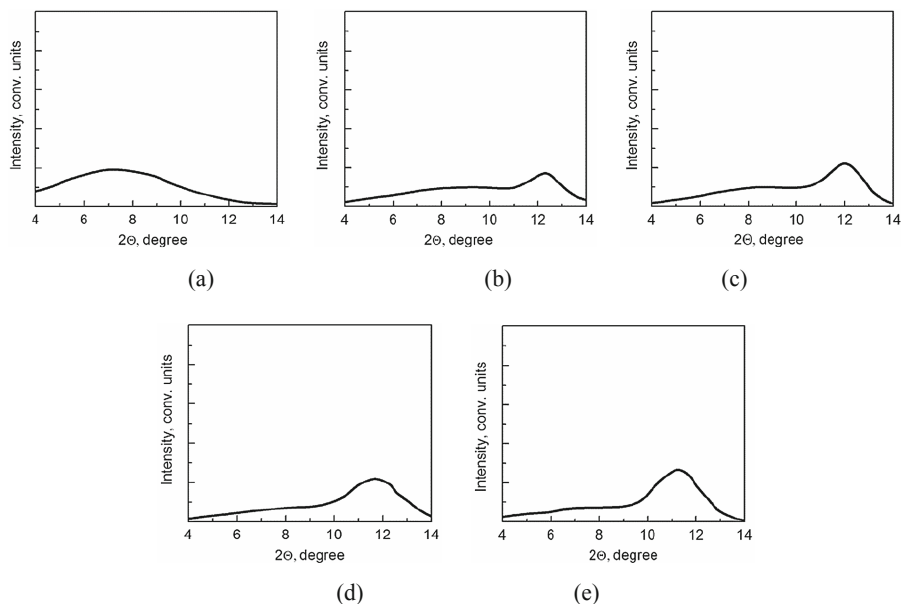 Intensity, conv. units
4 6 8 10 12 14
2Θ, degree
(a)
Intensity, conv. units
4 6 8 10 12 14
2Θ, degree
(b)
Intensity, conv. units
4 6 8 10 12 14
2Θ, degree
(c)
Intensity, conv. units
4 6 8 10 12 14
2Θ, degree
(d)
Intensity, conv. units
4 6 8 10 12 14
2Θ, degree
(e)